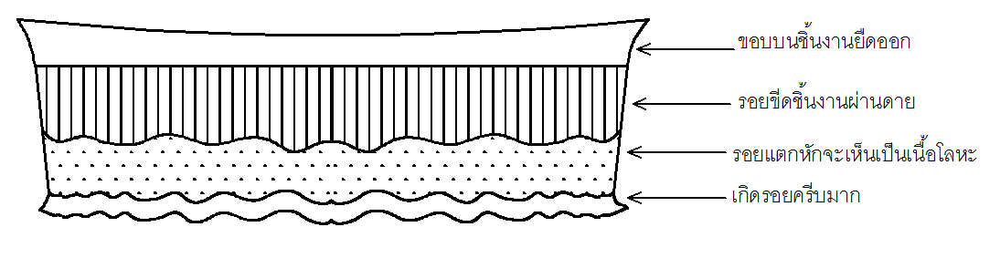 ขอบบนชิ้นงานยืดออก
รอยขีดชิ้นงานผ่านดาย
รอยแตกหักจะเห็นเป็นเนื้อโลหะ
เกิดรอยครีบมาก